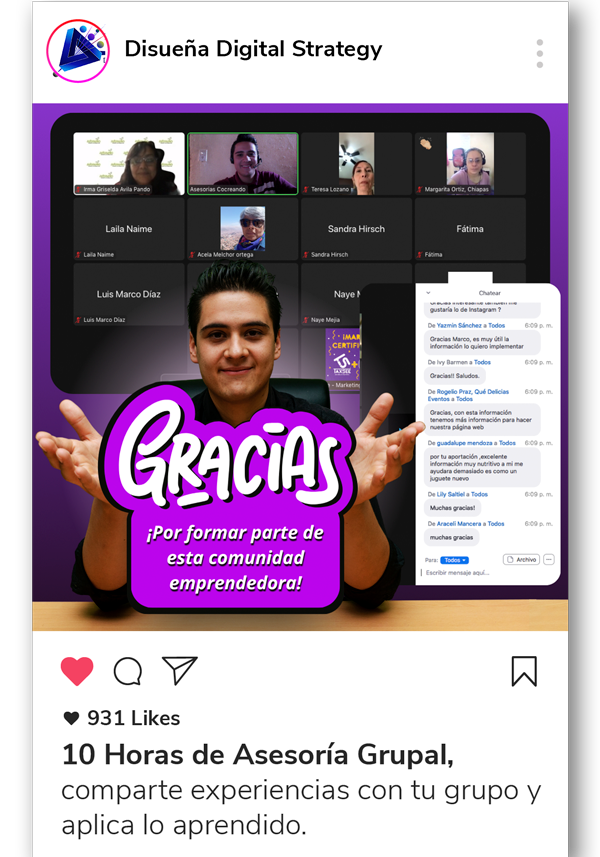 Disueña Digital Strategy
Irma Griselda Avila Pando
Asesorias Cocreando
Teresa Lozano s
Margarita Ortiz, Chiapas
Laila Naime
Sandra Hirsch
Fátima
Laila Naime
Acela Melchor ortega
Sandra Hirsch
Fátima
Luis Marco Díaz
Naye
Luis Marco Díaz
Naye Mejía
- Marketing
Chatear
Gracias interesante también me
gustaría lo de Instagram ?
De Yazmin Sánchez a Todos 6:09 p. m.
Gracias Marco, es muy útil la
información lo quiero implementar
De Ivy Barmen a Todos 6:09 p. m.
Gracias!! Saludos.
De Rogelio Praz, Qué Delicias
Eventos a Todos 6:09 p. m.
Gracias, con esta información
tenemos más información para hacer
nuestra página web
De guadalupe mendoza a Todos 6:09 p. m.
por tu aportación ,excelente
información muy nutritivo a mi me
ayudara demasiado es como un
juguete nuevo
De Lily Saltiel a Todos 6:09 p. m.
Muchas gracias!
De Araceli Mancera a Todos 6:09 p. m.
muchas gracias
Para: Todos Archivo
Escribir mensaje aquí...
GRACIAS
¡Por formar parte de
esta comunidad
emprendedora!
931 Likes
10 Horas de Asesoría Grupal,
comparte experiencias con tu grupo y
aplica lo aprendido.